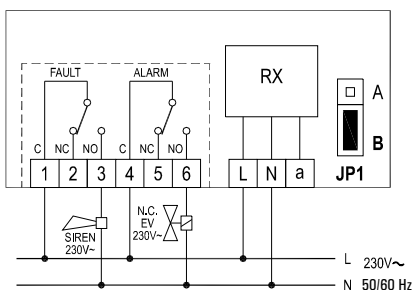 FAULT ALARM
RX
A
C NC NO C NC NO
B
1 2 3 4 5 6 L N a JP1
N.C.
EV
230V~
SIREN
230V~
L 230V~
N 50/60 Hz